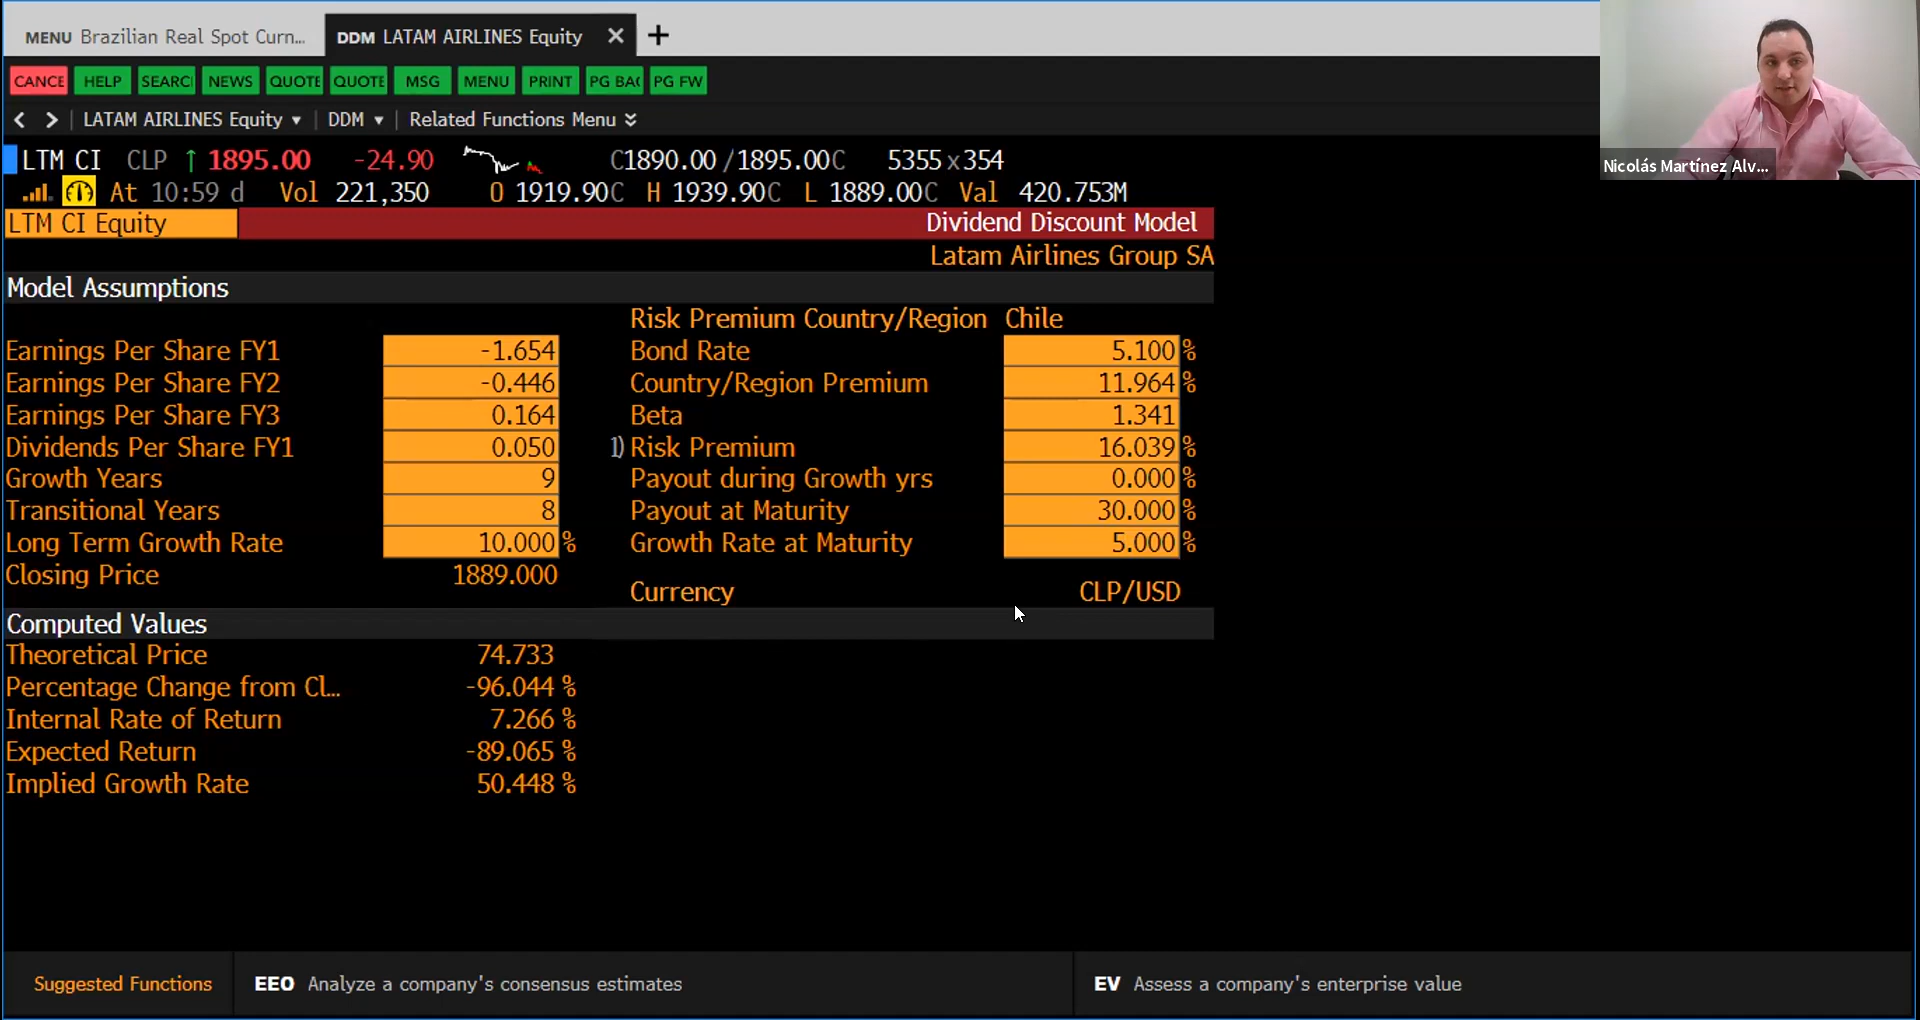 MENU Brazilian Real Spot Curn...
DDM LATAM AIRLINES Equity
CANCE HELP SEARC NEWS QUOTE QUOTE MSG MENU PRINT PG BAC PG FW
LATAM AIRLINES Equity DDM Related Functions Menu
LTM CI CLP ↑ 1895.00 -24.90 C1890.00 /1895.00C 5355 x354
At 10:59 d Vol 221,350 O 1919.90C H 1939.90C L 1889.00C Val 420.753M
Nicolás Martínez Alv...
LTM CI Equity Dividend Discount Model
Latam Airlines Group SA
Model Assumptions
Risk Premium Country/Region Chile
Earnings Per Share FY1 -1.654 Bond Rate 5.100 %
Earnings Per Share FY2 -0.446 Country/Region Premium 11.964 %
Earnings Per Share FY3 0.164 Beta 1.341
Dividends Per Share FY1 0.050 1) Risk Premium 16.039 %
Growth Years 9 Payout during Growth yrs 0.000 %
Transitional Years 8 Payout at Maturity 30.000 %
Long Term Growth Rate 10.000 % Growth Rate at Maturity 5.000 %
Closing Price 1889.000
Currency CLP/USD
Computed Values
Theoretical Price 74.733
Percentage Change from Cl... -96.044 %
Internal Rate of Return 7.266 %
Expected Return -89.065 %
Implied Growth Rate 50.448 %
Suggested Functions EEO Analyze a company's consensus estimates EV Assess a company's enterprise value